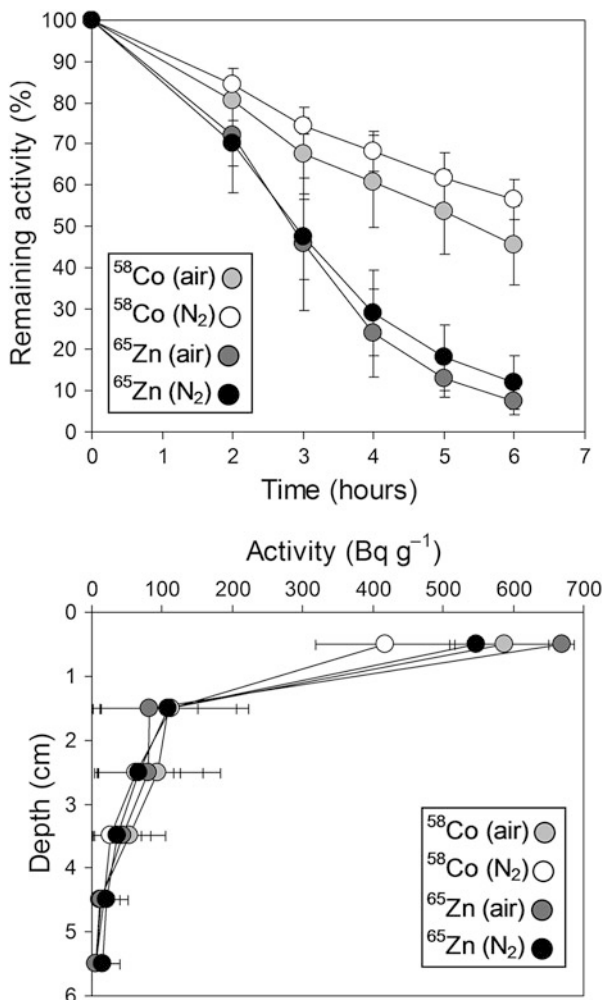 100
90
80
70
60
50
40
30
20
10
0
Remaining activity (%)
⁵⁸Co (air)
⁵⁸Co (N₂)
⁶⁵Zn (air)
⁶⁵Zn (N₂)
0 1 2 3 4 5 6 7
Time (hours)
Activity (Bq g⁻¹)
0 100 200 300 400 500 600 700
0
1
2
3
4
5
6
Depth (cm)
⁵⁸Co (air)
⁵⁸Co (N₂)
⁶⁵Zn (air)
⁶⁵Zn (N₂)